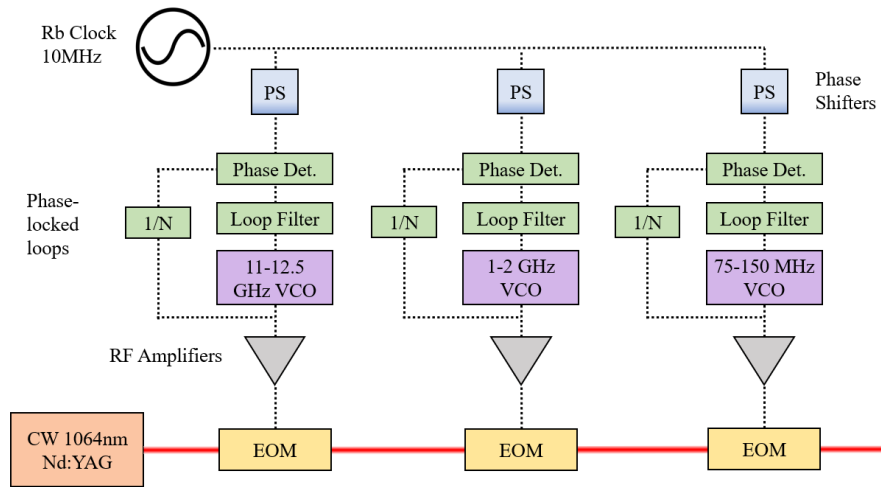 Rb Clock
10MHz
PS
PS
PS
Phase
Shifters
Phase Det.
Phase Det.
Phase Det.
Phase-
locked
loops
1/N
Loop Filter
1/N
Loop Filter
1/N
Loop Filter
11-12.5
GHz VCO
1-2 GHz
VCO
75-150 MHz
VCO
RF Amplifiers
CW 1064nm
Nd:YAG
EOM
EOM
EOM